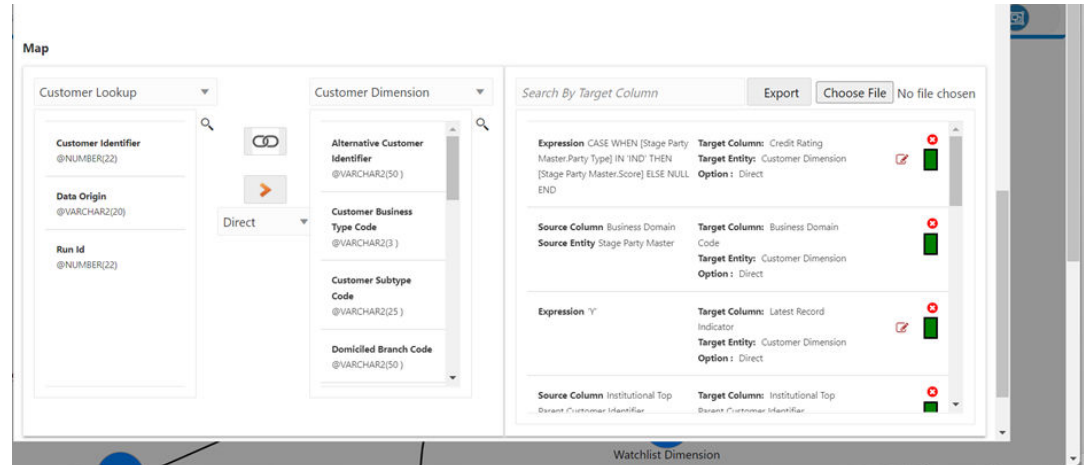 Map
Customer Lookup
Customer Identifier
@NUMBER(22)
Data Origin
@VARCHAR2(20)
Run Id
@NUMBER(22)
Direct
Customer Dimension
Alternative Customer
Identifier
@VARCHAR2(50 )
Customer Business
Type Code
@VARCHAR2(3 )
Customer Subtype
Code
@VARCHAR2(25 )
Domiciled Branch Code
@VARCHAR2(50 )
Search By Target Column
Export
Choose File No file chosen
Expression CASE WHEN [Stage Party
Master.Party Type] IN 'IND' THEN
[Stage Party Master.Score] ELSE NULL
END
Target Column: Credit Rating
Target Entity: Customer Dimension
Option : Direct
Source Column Business Domain
Source Entity Stage Party Master
Target Column: Business Domain
Code
Target Entity: Customer Dimension
Option : Direct
Expression 'Y'
Target Column: Latest Record
Indicator
Target Entity: Customer Dimension
Option : Direct
Source Column Institutional Top
Parent Customer Identifier
Target Column: Institutional Top
Parent Customer Identifier
Watchlist Dimension